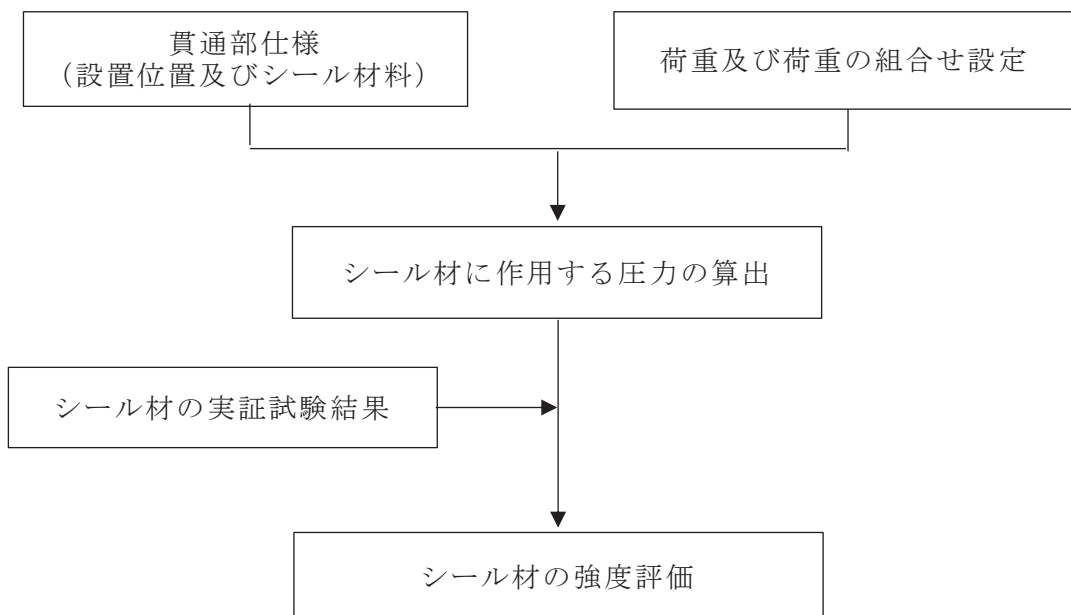 貫通部仕様
（設置位置及びシール材料）
荷重及び荷重の組合せ設定
シール材に作用する圧力の算出
シール材の実証試験結果
シール材の強度評価